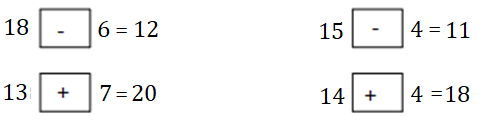 18 - 6 = 12 15 - 4 = 11
13 + 7 = 20 14 + 4 = 18